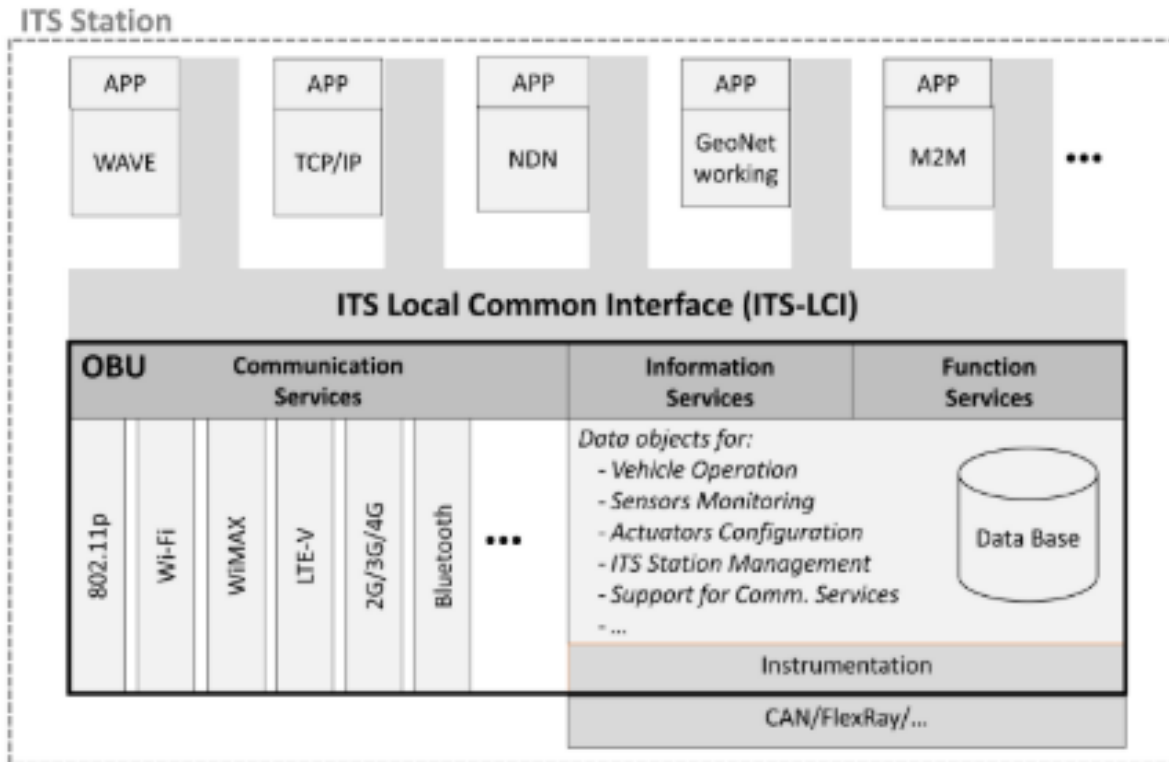 ITS Station
APP
APP
APP
APP
APP
WAVE
TCP/IP
NDN
GeoNet
working
M2M
...
ITS Local Common Interface (ITS-LCI)
OBU
Communication
Services
Information
Services
Function
Services
802.11p
Wi-Fi
WiMAX
LTE-V
2G/3G/4G
Bluetooth
...
Data objects for:
- Vehicle Operation
- Sensors Monitoring
- Actuators Configuration
- ITS Station Management
- Support for Comm. Services
- ...
Data Base
Instrumentation
CAN/FlexRay/...